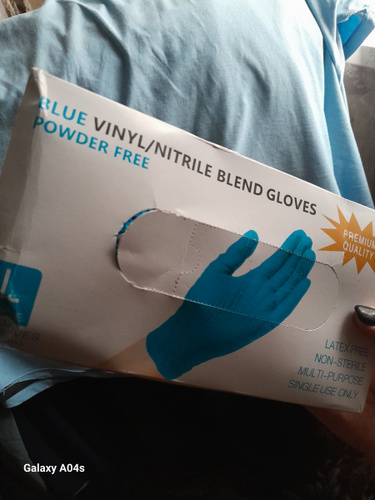 BLUE VINYL/NITRILE BLEND GLOVES
POWDER FREE
PREMIUM
QUALITY
L
LATEX FREE
NON-STERILE
MULTI-PURPOSE
SINGLE USE ONLY
Galaxy A04s